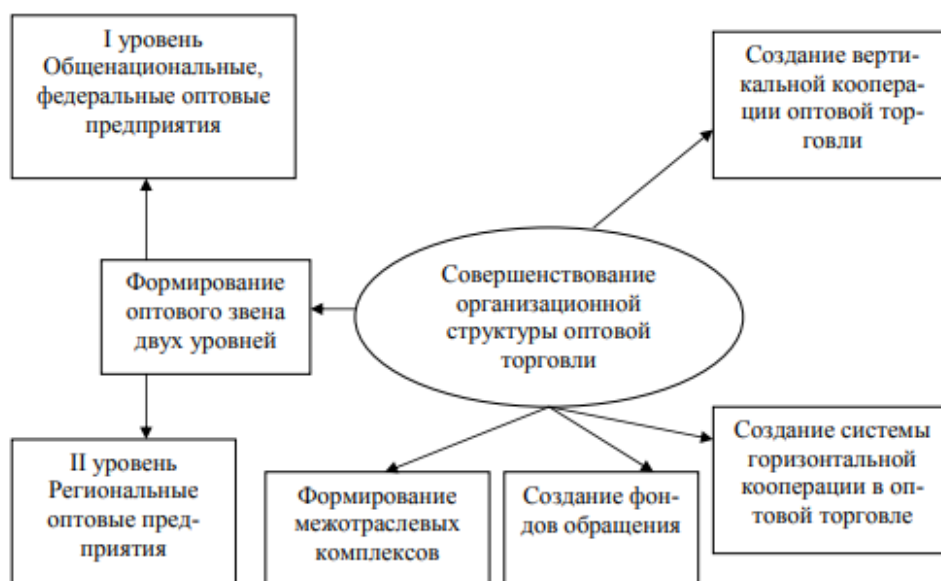 I уровень
Общенациональные,
федеральные оптовые
предприятия
Создание верти-
кальной коопера-
ции оптовой тор-
говли
Формирование
оптового звена
двух уровней
Совершенствование
организационной
структуры оптовой
торговли
II уровень
Региональные
оптовые пред-
приятия
Формирование
межотраслевых
комплексов
Создание фон-
дов обращения
Создание системы
горизонтальной
кооперации в оп-
товой торговле